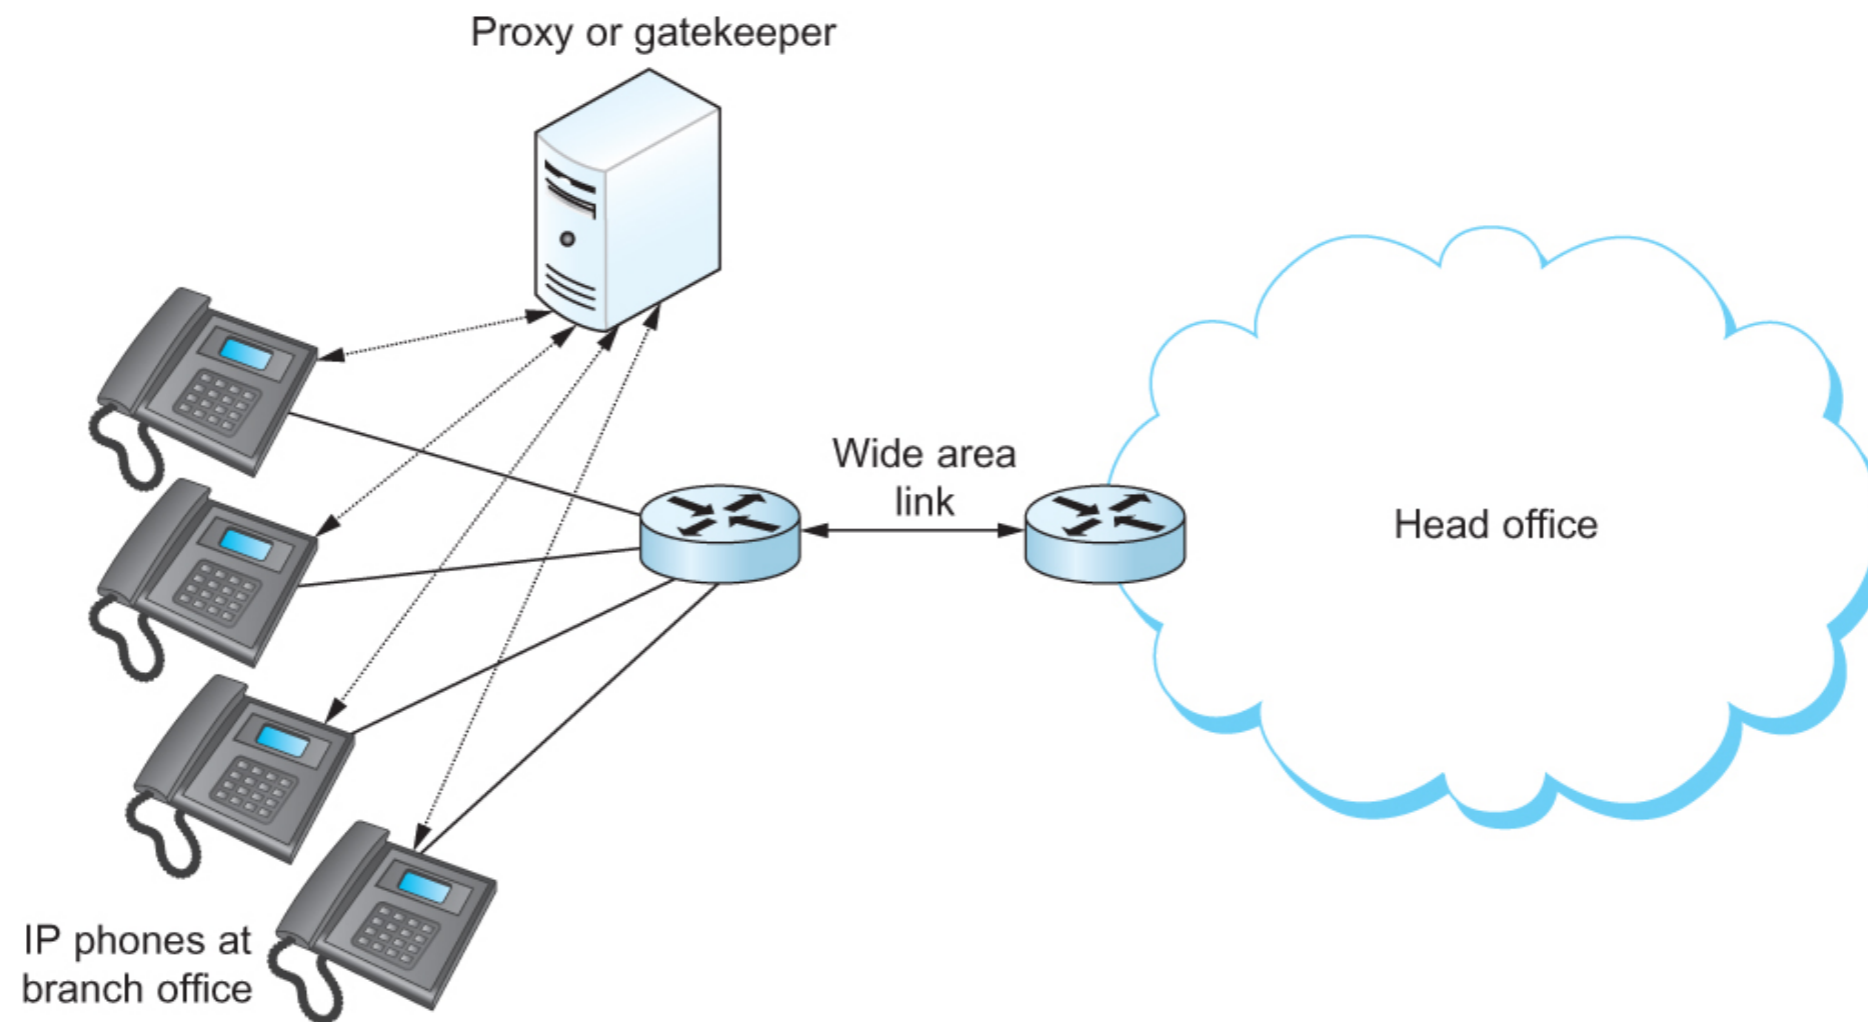 Proxy or gatekeeper
Wide area
link
Head office
IP phones at
branch office